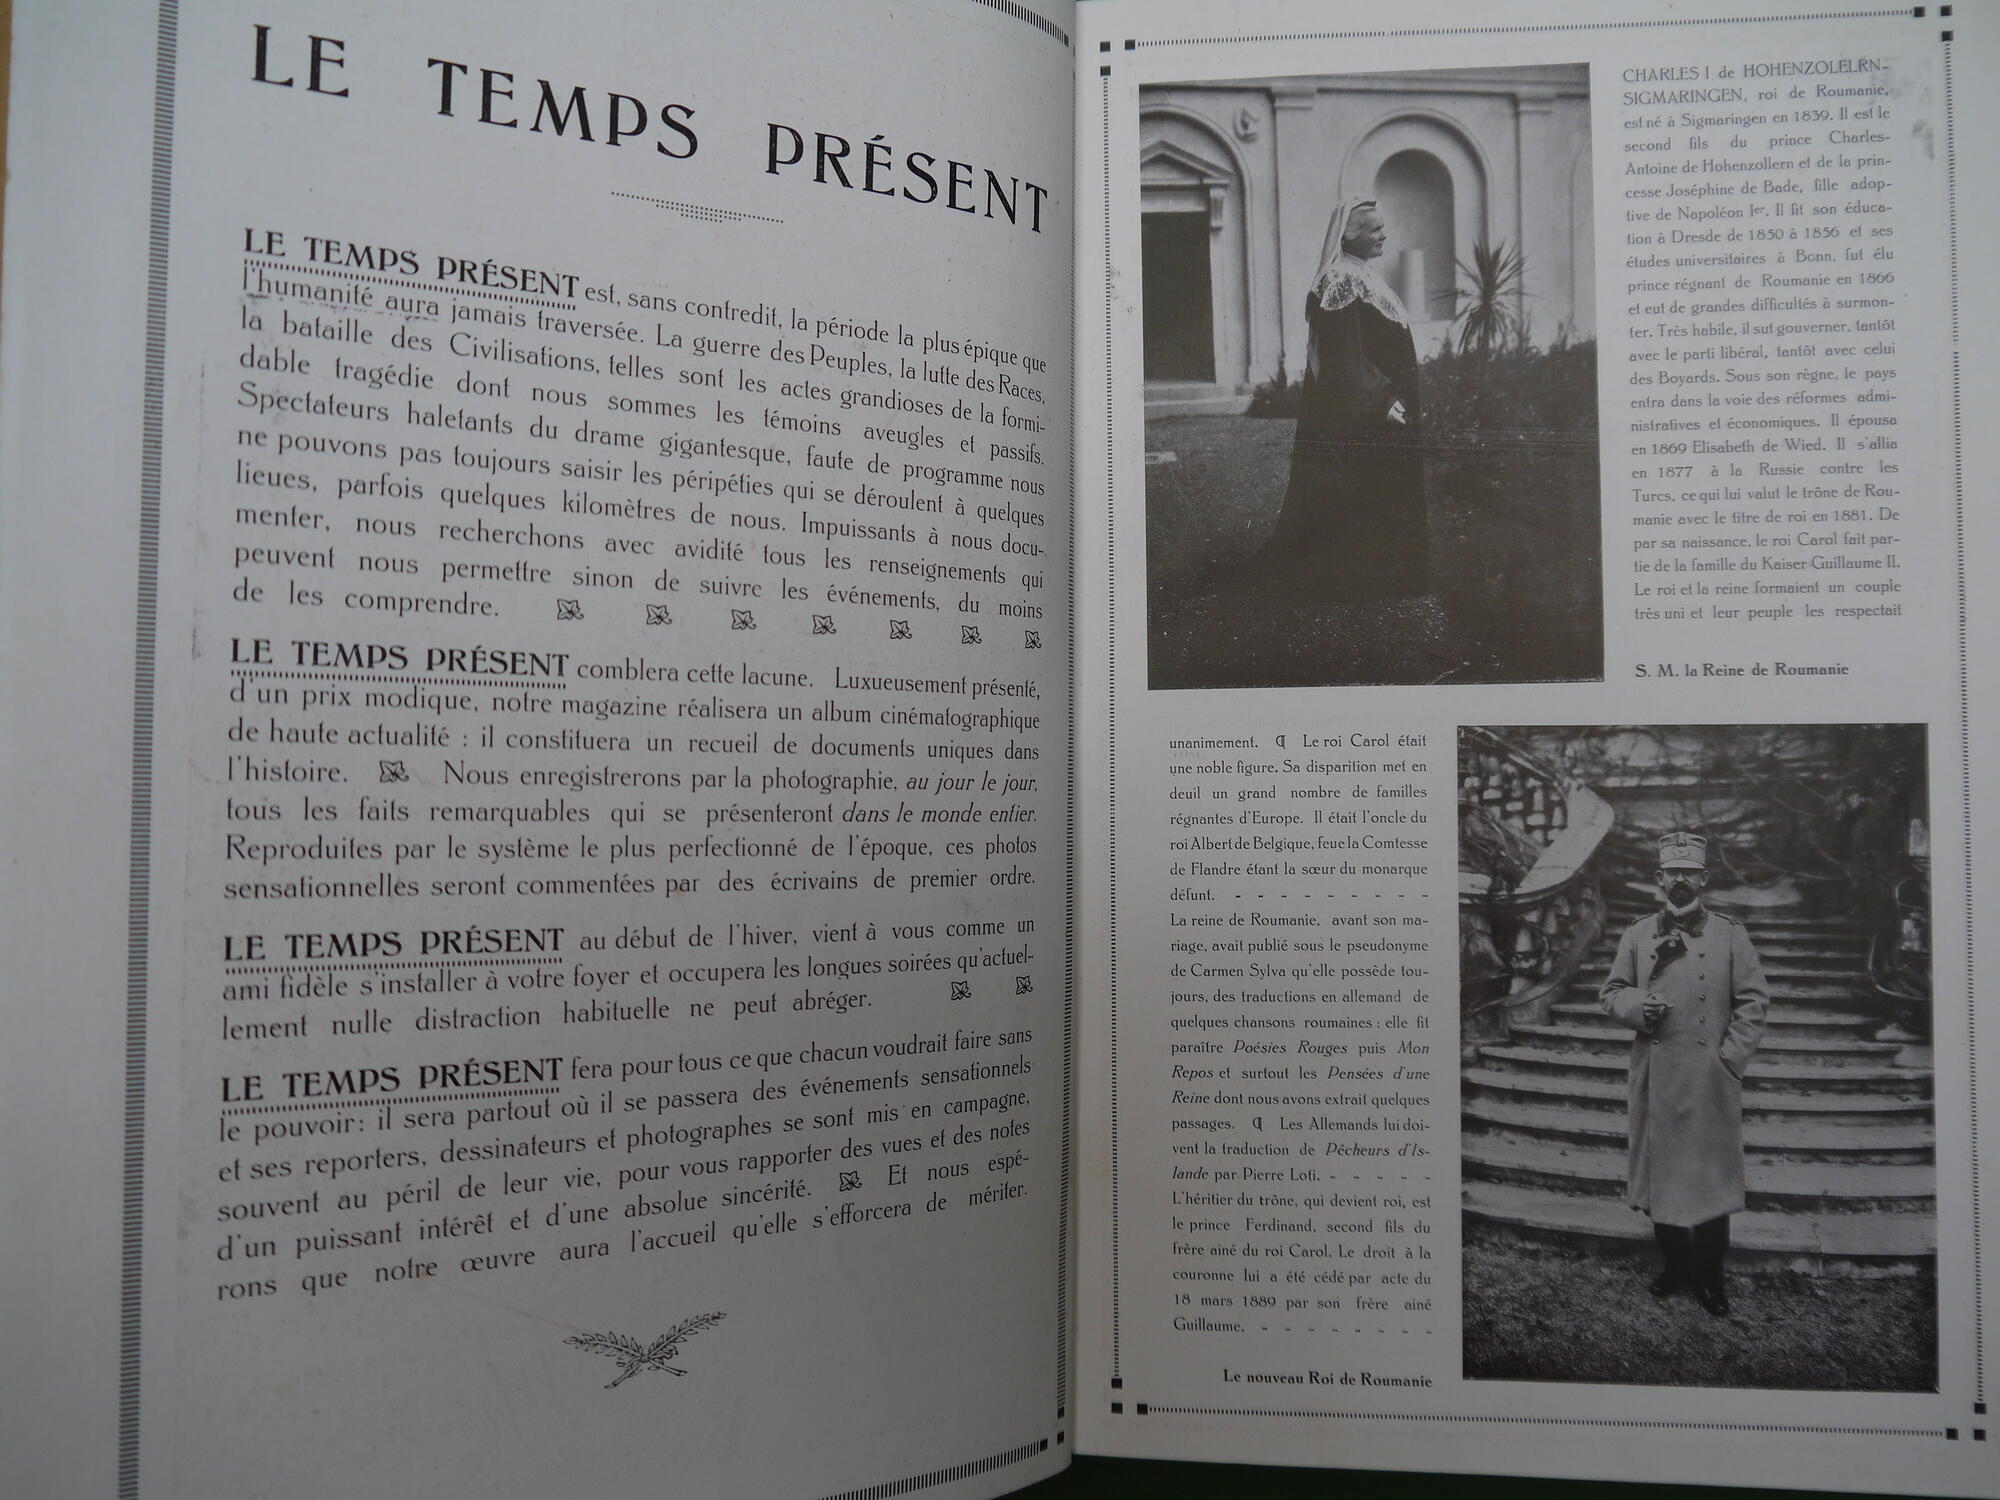 LE TEMPS PRÉSENT
LE TEMPS PRÉSENT est, sans contredit, la période la plus épique que
l'humanité aura jamais traversée. La guerre des Peuples, la lutte des Races,
la bataille des Civilisations, telles sont les actes grandioses de la formi-
dable tragédie dont nous sommes les témoins aveugles et passifs.
Spectateurs haletants du drame gigantesque, faute de programme nous
ne pouvons pas toujours saisir les péripéties qui se déroulent à quelques
lieues, parfois quelques kilomètres de nous. Impuissants à nous docu-
menter, nous recherchons avec avidité tous les renseignements qui
peuvent nous permettre sinon de suivre les événements, du moins
de les comprendre.
LE TEMPS PRÉSENT comblera cette lacune. Luxueusement présenté,
d'un prix modique, notre magazine réalisera un album cinématographique
de haute actualité : il constituera un recueil de documents uniques dans
l'histoire. Nous enregistrerons par la photographie, au jour le jour,
tous les faits remarquables qui se présenteront dans le monde entier.
Reproduites par le système le plus perfectionné de l'époque, ces photos
sensationnelles seront commentées par des écrivains de premier ordre.
LE TEMPS PRÉSENT au début de l'hiver, vient à vous comme un
ami fidèle s'installer à votre foyer et occupera les longues soirées qu'actuel-
lement nulle distraction habituelle ne peut abréger.
LE TEMPS PRÉSENT fera pour tous ce que chacun voudrait faire sans
le pouvoir: il sera partout où il se passera des événements sensationnels
et ses reporters, dessinateurs et photographes se sont mis en campagne,
souvent au péril de leur vie, pour vous rapporter des vues et des notes
d'un puissant intérêt et d'une absolue sincérité. Et nous espé-
rons que notre œuvre aura l'accueil qu'elle s'efforcera de mériter.
CHARLES I de HOHENZOLELRN-
SIGMARINGEN, roi de Roumanie,
est né à Sigmaringen en 1839. Il est le
second fils du prince Charles-
Antoine de Hohenzollern et de la prin-
cesse Joséphine de Bade, fille adop-
tive de Napoléon Ier. Il fit son éduca-
tion à Dresde de 1850 à 1856 et ses
études universitaires à Bonn, fut élu
prince régnant de Roumanie en 1866
et eut de grandes difficultés à surmon-
ter. Très habile, il sut gouverner, tantôt
avec le parti libéral, tantôt avec celui
des Boyards. Sous son règne, le pays
entra dans la voie des réformes admi-
nistratives et économiques. Il épousa
en 1869 Elisabeth de Wied. Il s'allia
en 1877 à la Russie contre les
Turcs, ce qui lui valut le trône de Rou-
manie avec le titre de roi en 1881. De
par sa naissance, le roi Carol fait par-
tie de la famille du Kaiser Guillaume II.
Le roi et la reine formaient un couple
très uni et leur peuple les respectait
S. M. la Reine de Roumanie
unanimement. ¶ Le roi Carol était
une noble figure. Sa disparition met en
deuil un grand nombre de familles
régnantes d'Europe. Il était l'oncle du
roi Albert de Belgique, feue la Comtesse
de Flandre étant la sœur du monarque
défunt. - - - - - - - - -
La reine de Roumanie, avant son ma-
riage, avait publié sous le pseudonyme
de Carmen Sylva qu'elle possède tou-
jours, des traductions en allemand de
quelques chansons roumaines : elle fit
paraître Poésies Rouges puis Mon
Repos et surtout les Pensées d'une
Reine dont nous avons extrait quelques
passages. ¶ Les Allemands lui doi-
vent la traduction de Pêcheurs d'Is-
lande par Pierre Loti. - - - - -
L'héritier du trône, qui devient roi, est
le prince Ferdinand, second fils du
frère ainé du roi Carol. Le droit à la
couronne lui a été cédé par acte du
18 mars 1889 par son frère ainé
Guillaume. - - - - - - - -
Le nouveau Roi de Roumanie